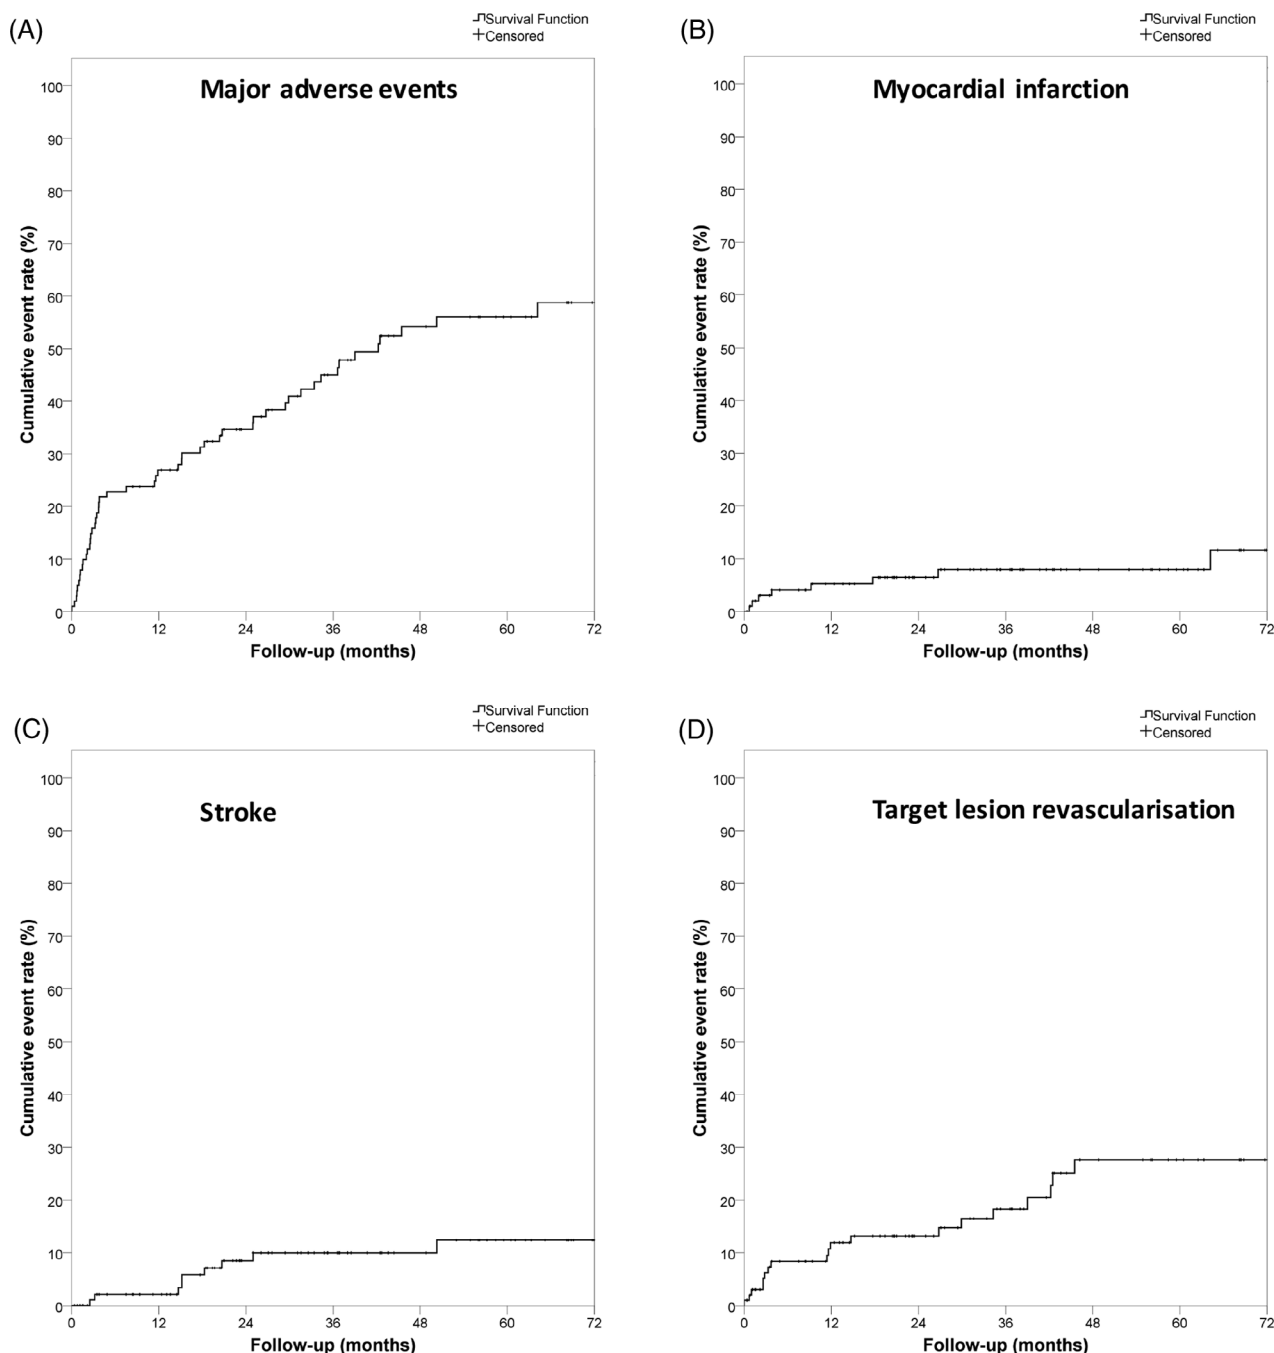 (A)
Survival Function
Censored
Major adverse events
Cumulative event rate (%)
100
90
80
70
60
50
40
30
20
10
0
0 12 24 36 48 60 72
Follow-up (months)
(B)
Survival Function
Censored
Myocardial infarction
Cumulative event rate (%)
100
90
80
70
60
50
40
30
20
10
0
0 12 24 36 48 60 72
Follow-up (months)
(C)
Survival Function
Censored
Stroke
Cumulative event rate (%)
100
90
80
70
60
50
40
30
20
10
0
0 12 24 36 48 60 72
Follow-up (months)
(D)
Survival Function
Censored
Target lesion revascularisation
Cumulative event rate (%)
100
90
80
70
60
50
40
30
20
10
0
0 12 24 36 48 60 72
Follow-up (months)